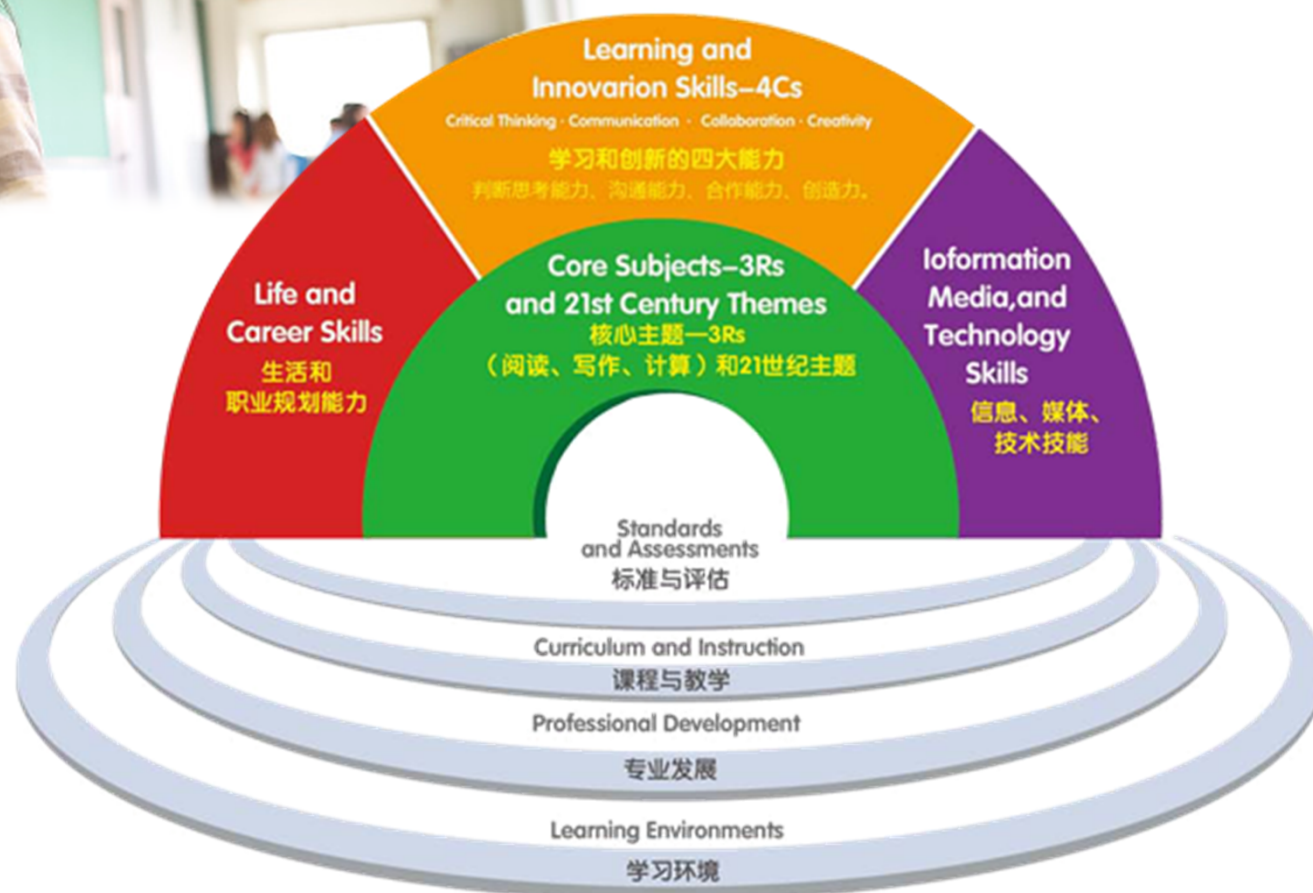 Learning and
Innovarion Skills–4Cs
Critical Thinking · Communication · Collaboration · Creativity
学习和创新的四大能力
判断思考能力、沟通能力、合作能力、创造力。
Life and
Career Skills
生活和
职业规划能力
Core Subjects–3Rs
and 21st Century Themes
核心主题—3Rs
（阅读、写作、计算）和21世纪主题
Ioformation
Media,and
Technology
Skills
信息、媒体、
技术技能
Standards
and Assessments
标准与评估
Curriculum and Instruction
课程与教学
Professional Development
专业发展
Learning Environments
学习环境